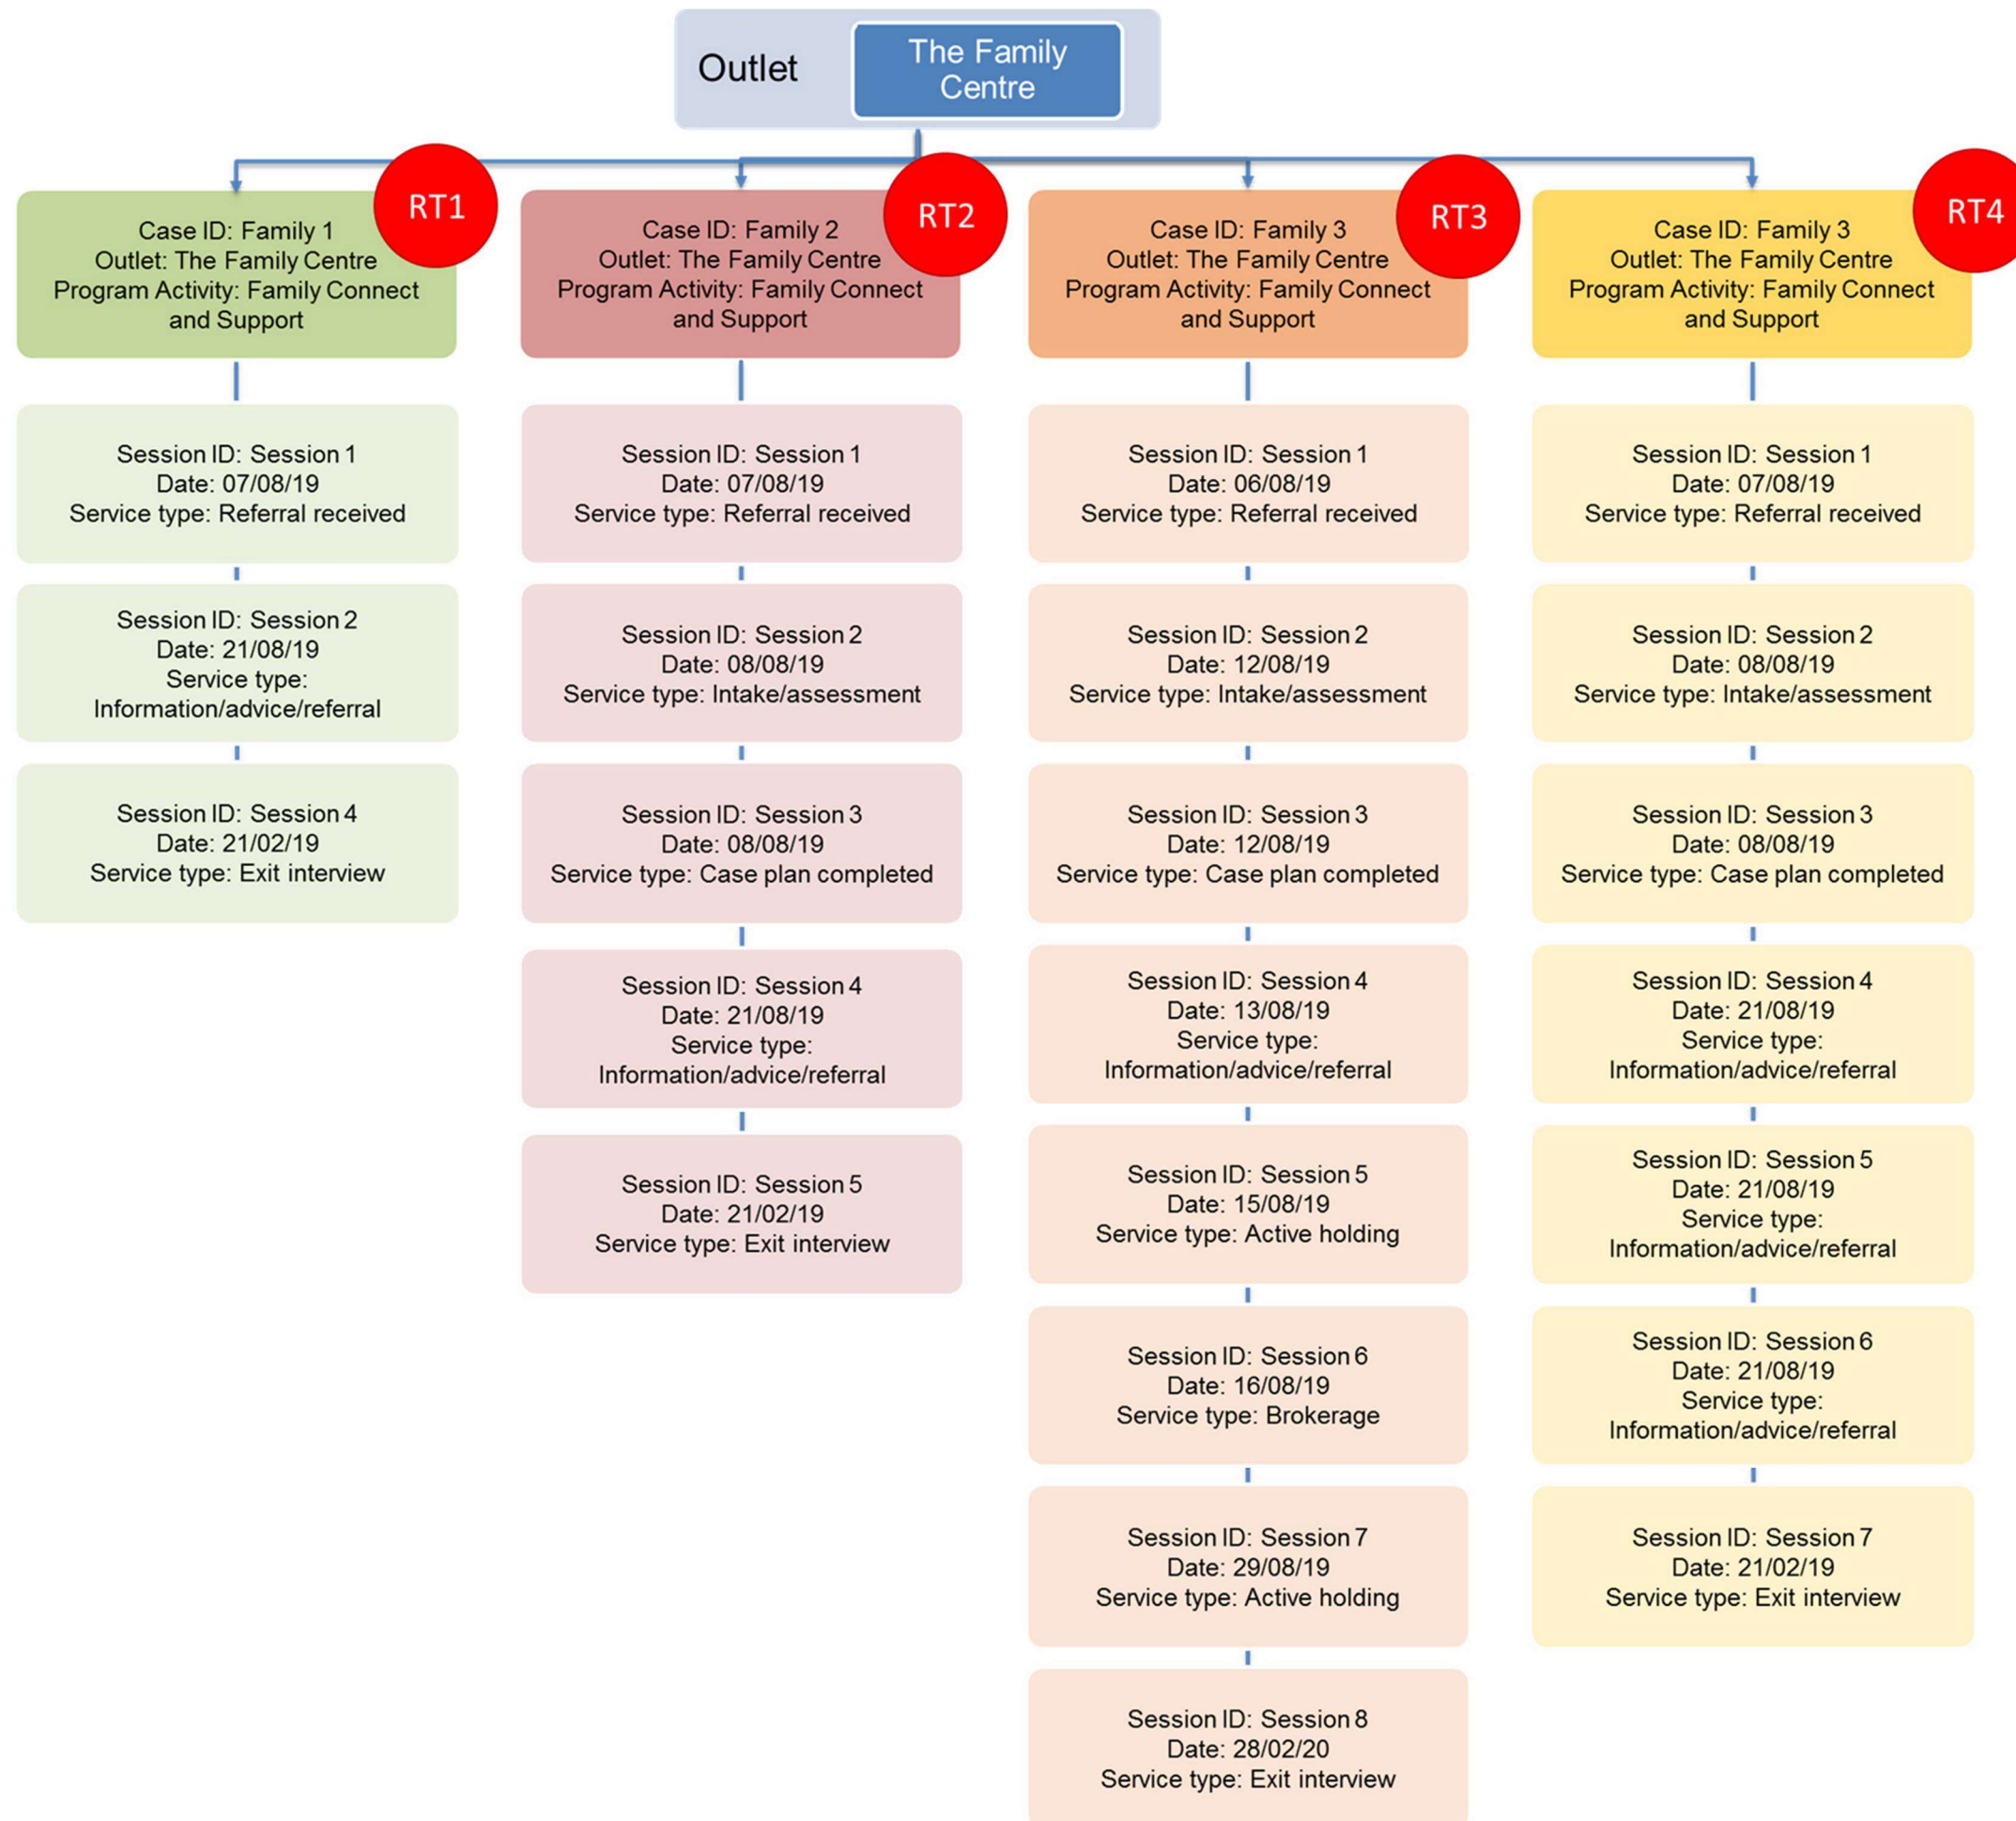 Outlet
The Family
Centre
RT1
Case ID: Family 1
Outlet: The Family Centre
Program Activity: Family Connect
and Support
Session ID: Session 1
Date: 07/08/19
Service type: Referral received
Session ID: Session 2
Date: 21/08/19
Service type:
Information/advice/referral
Session ID: Session 4
Date: 21/02/19
Service type: Exit interview
RT2
Case ID: Family 2
Outlet: The Family Centre
Program Activity: Family Connect
and Support
Session ID: Session 1
Date: 07/08/19
Service type: Referral received
Session ID: Session 2
Date: 08/08/19
Service type: Intake/assessment
Session ID: Session 3
Date: 08/08/19
Service type: Case plan completed
Session ID: Session 4
Date: 21/08/19
Service type:
Information/advice/referral
Session ID: Session 5
Date: 21/02/19
Service type: Exit interview
RT3
Case ID: Family 3
Outlet: The Family Centre
Program Activity: Family Connect
and Support
Session ID: Session 1
Date: 06/08/19
Service type: Referral received
Session ID: Session 2
Date: 12/08/19
Service type: Intake/assessment
Session ID: Session 3
Date: 12/08/19
Service type: Case plan completed
Session ID: Session 4
Date: 13/08/19
Service type:
Information/advice/referral
Session ID: Session 5
Date: 15/08/19
Service type: Active holding
Session ID: Session 6
Date: 16/08/19
Service type: Brokerage
Session ID: Session 7
Date: 29/08/19
Service type: Active holding
Session ID: Session 8
Date: 28/02/20
Service type: Exit interview
RT4
Case ID: Family 3
Outlet: The Family Centre
Program Activity: Family Connect
and Support
Session ID: Session 1
Date: 07/08/19
Service type: Referral received
Session ID: Session 2
Date: 08/08/19
Service type: Intake/assessment
Session ID: Session 3
Date: 08/08/19
Service type: Case plan completed
Session ID: Session 4
Date: 21/08/19
Service type:
Information/advice/referral
Session ID: Session 5
Date: 21/08/19
Service type:
Information/advice/referral
Session ID: Session 6
Date: 21/08/19
Service type:
Information/advice/referral
Session ID: Session 7
Date: 21/02/19
Service type: Exit interview